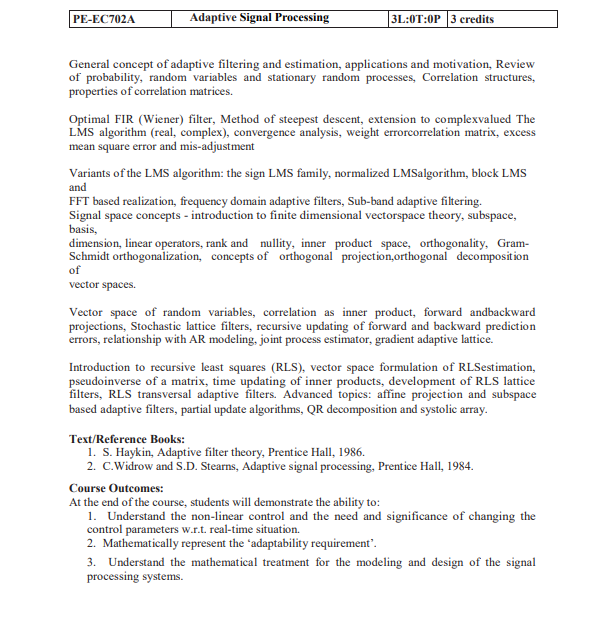 PE-EC702A Adaptive Signal Processing 3L:0T:0P 3 credits
General concept of adaptive filtering and estimation, applications and motivation, Review
of probability, random variables and stationary random processes, Correlation structures,
properties of correlation matrices.
Optimal FIR (Wiener) filter, Method of steepest descent, extension to complexvalued The
LMS algorithm (real, complex), convergence analysis, weight errorcorrelation matrix, excess
mean square error and mis-adjustment
Variants of the LMS algorithm: the sign LMS family, normalized LMSalgorithm, block LMS
and
FFT based realization, frequency domain adaptive filters, Sub-band adaptive filtering.
Signal space concepts - introduction to finite dimensional vectorspace theory, subspace,
basis,
dimension, linear operators, rank and nullity, inner product space, orthogonality, Gram-
Schmidt orthogonalization, concepts of orthogonal projection,orthogonal decomposition
of
vector spaces.
Vector space of random variables, correlation as inner product, forward andbackward
projections, Stochastic lattice filters, recursive updating of forward and backward prediction
errors, relationship with AR modeling, joint process estimator, gradient adaptive lattice.
Introduction to recursive least squares (RLS), vector space formulation of RLSestimation,
pseudoinverse of a matrix, time updating of inner products, development of RLS lattice
filters, RLS transversal adaptive filters. Advanced topics: affine projection and subspace
based adaptive filters, partial update algorithms, QR decomposition and systolic array.
Text/Reference Books:
1. S. Haykin, Adaptive filter theory, Prentice Hall, 1986.
2. C.Widrow and S.D. Stearns, Adaptive signal processing, Prentice Hall, 1984.
Course Outcomes:
At the end of the course, students will demonstrate the ability to:
1. Understand the non-linear control and the need and significance of changing the
control parameters w.r.t. real-time situation.
2. Mathematically represent the ‘adaptability requirement’.
3. Understand the mathematical treatment for the modeling and design of the signal
processing systems.